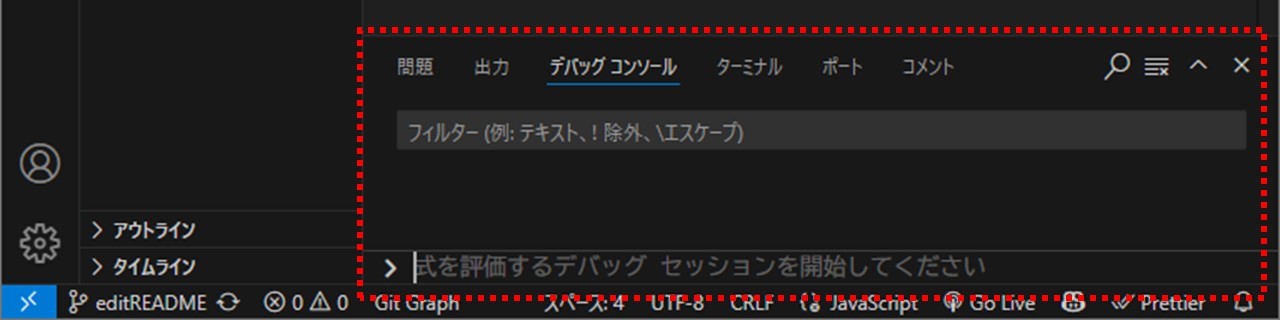 問題 出力 デバッグ コンソール ターミナル ポート コメント
フィルター (例: テキスト、! 除外、\エスケープ)
アウトライン
タイムライン
式を評価するデバッグ セッションを開始してください
editREADME 0 0 Git Graph スペース: 4 UTF-8 CRLF {} JavaScript Go Live Prettier